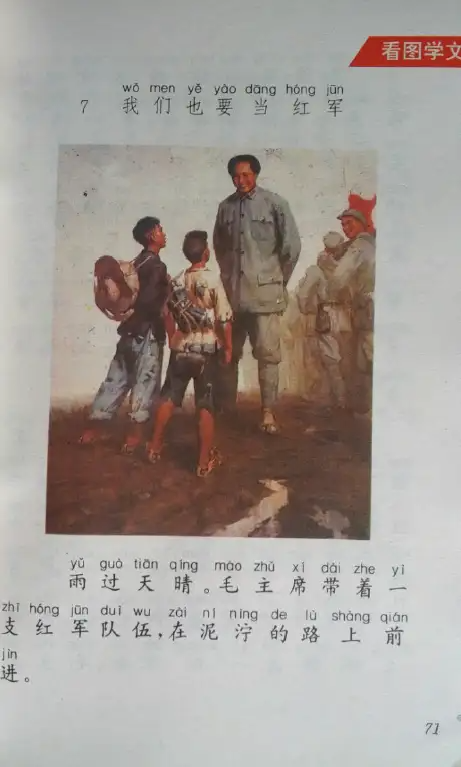 看图学文
wǒ men yě yào dāng hóng jūn
7 我们也要当红军
yǔ guò tiān qíng máo zhǔ xí dài zhe yì
雨过天晴。毛主席带着一
zhī hóng jūn duì wu zài ní nìng de lù shàng qián
支红军队伍,在泥泞的路上前
jìn
进。
71